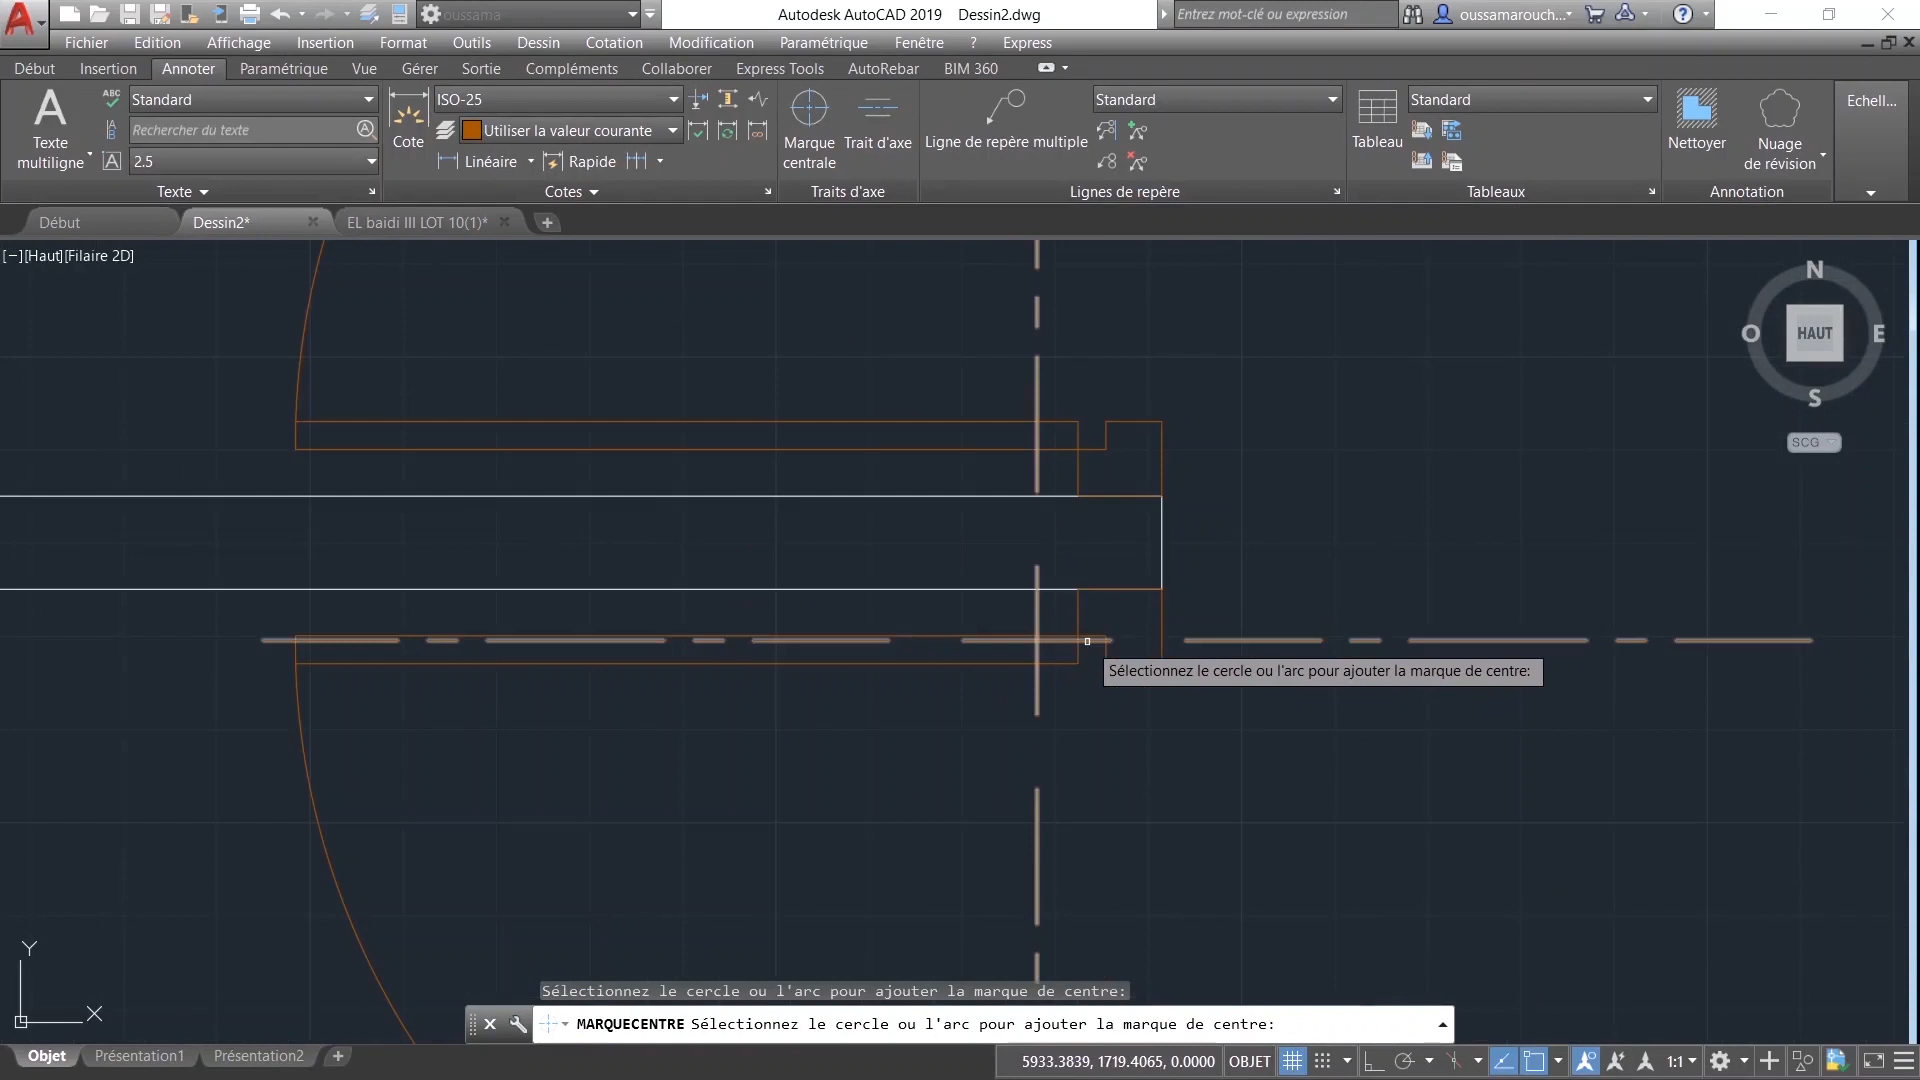 oussama
Autodesk AutoCAD 2019 Dessin2.dwg
Entrez mot-clé ou expression
oussamarouch...
Fichier Edition Affichage Insertion Format Outils Dessin Cotation Modification Paramétrique Fenêtre ? Express
Début Insertion Annoter Paramétrique Vue Gérer Sortie Compléments Collaborer Express Tools AutoRebar BIM 360
Texte multiligne
ABC
Standard
Rechercher du texte
2.5
Texte
Cote
ISO-25
Utiliser la valeur courante
Linéaire Rapide
Cotes
Marque centrale
Trait d'axe
Traits d'axe
Ligne de repère multiple
Standard
Lignes de repère
Tableau
Standard
Tableaux
Nettoyer
Nuage de révision
Annotation
Echell...
Début Dessin2* EL baidi III LOT 10(1)*
[−][Haut][Filaire 2D]
N
O HAUT E
S
SCG
Sélectionnez le cercle ou l'arc pour ajouter la marque de centre:
Y
X
Sélectionnez le cercle ou l'arc pour ajouter la marque de centre:
MARQUECENTRE Sélectionnez le cercle ou l'arc pour ajouter la marque de centre:
Objet Présentation1 Présentation2
5933.3839, 1719.4065, 0.0000 OBJET 1:1